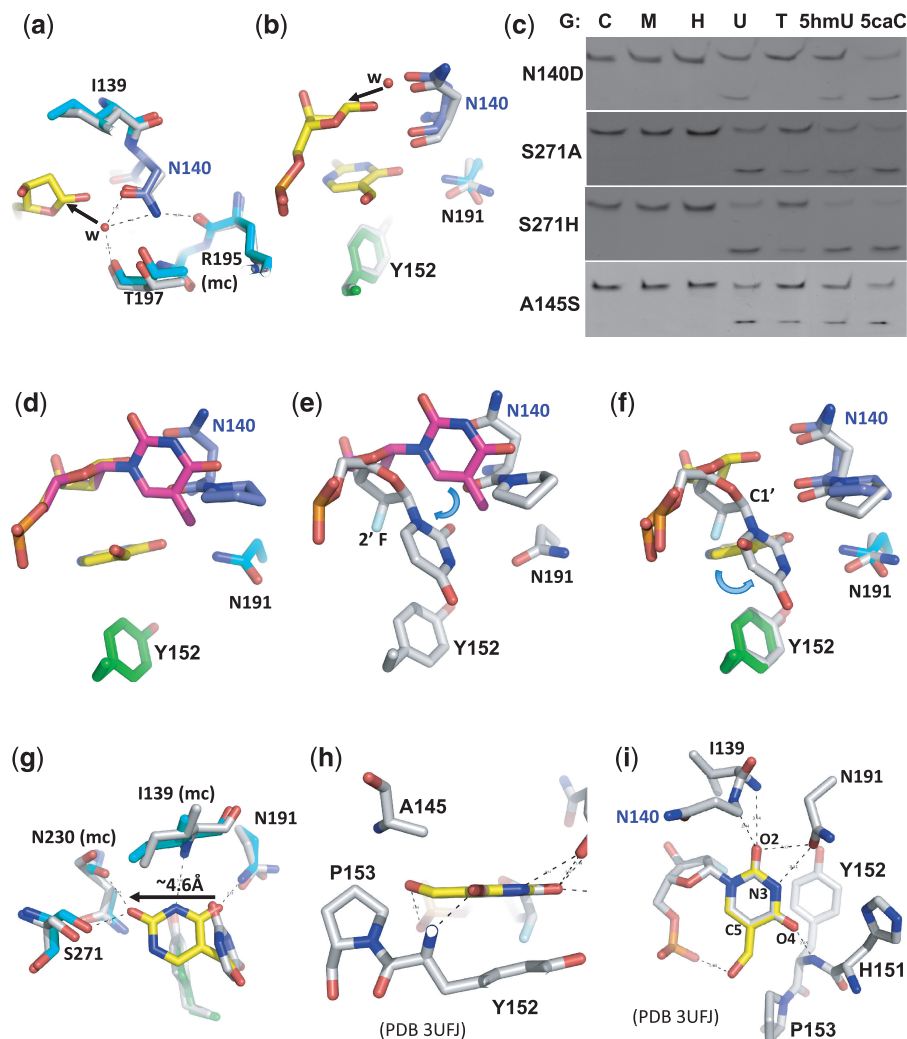 (a)
I139
N140
w
R195
(mc)
T197
(b)
w
N140
N191
Y152
(c)
G: C M H U T 5hmU 5caC
N140D
S271A
S271H
A145S
(d)
N140
N191
Y152
(e)
N140
2' F
N191
Y152
(f)
N140
C1'
N191
Y152
(g)
I139 (mc)
N191
N230 (mc)
~4.6Å
S271
(h)
A145
P153
Y152
(PDB 3UFJ)
(i)
I139
N191
N140
O2
Y152
N3
C5
O4
H151
(PDB 3UFJ)
P153